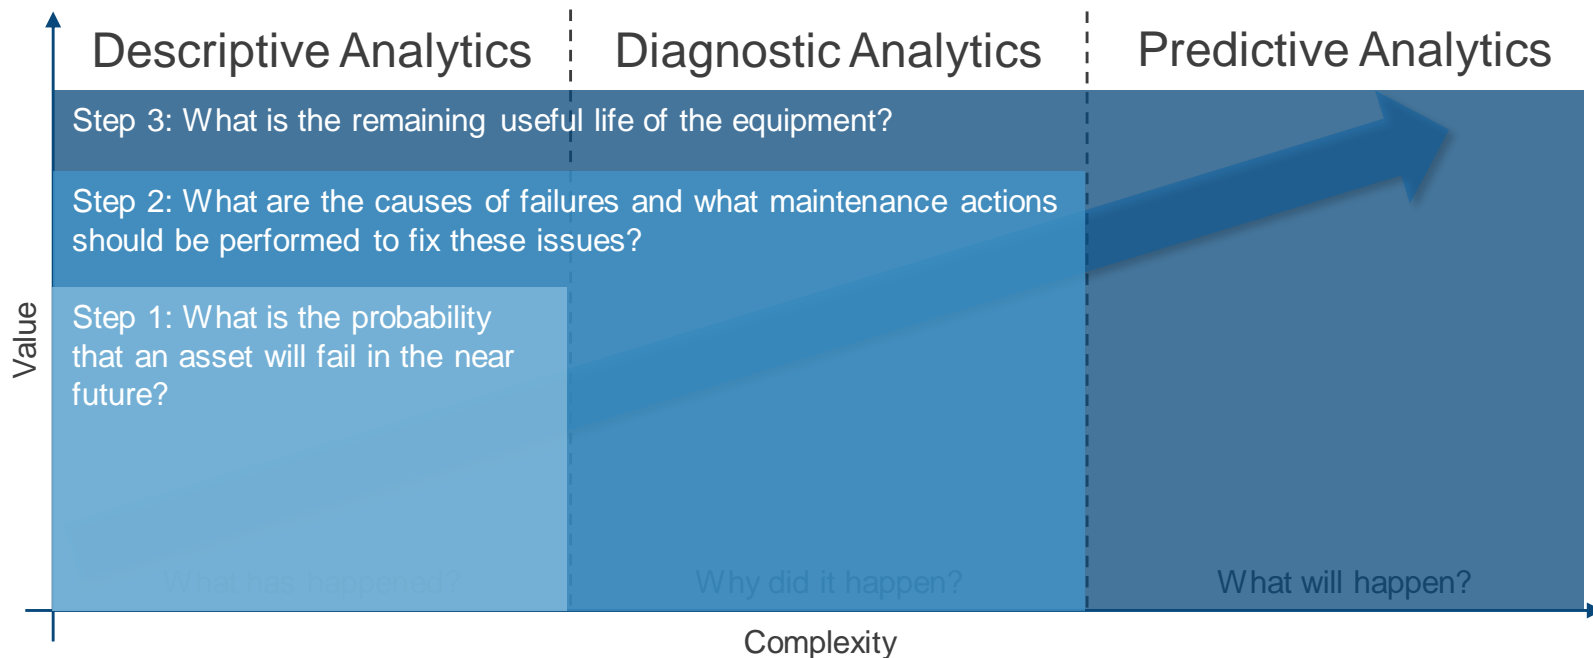 Descriptive Analytics
Diagnostic Analytics
Predictive Analytics
Step 3: What is the remaining useful life of the equipment?
Step 2: What are the causes of failures and what maintenance actions
should be performed to fix these issues?
Step 1: What is the probability
that an asset will fail in the near
future?
Value
What has happened?
Why did it happen?
What will happen?
Complexity